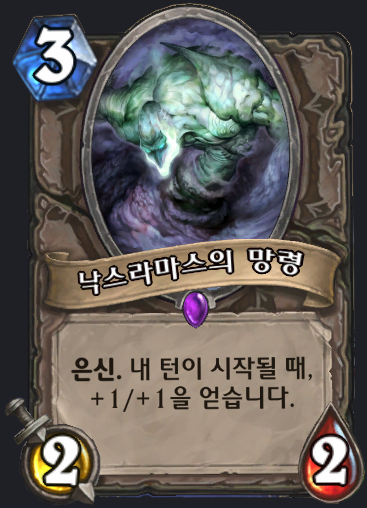 3
낙스라마스의 망령
은신. 내 턴이 시작될 때,
+1/+1을 얻습니다.
2
2